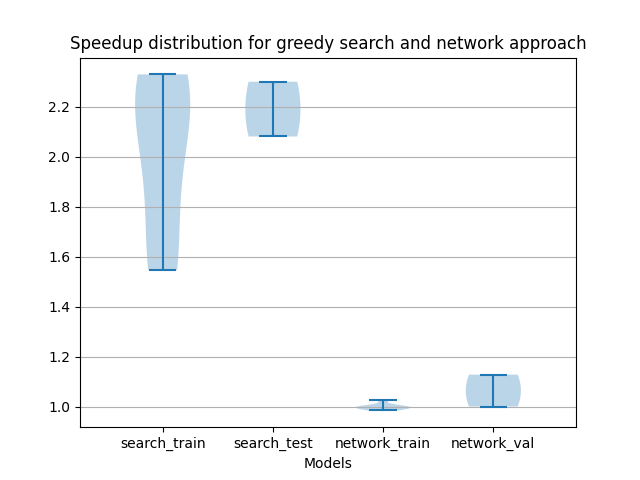 Speedup distribution for greedy search and network approach
2.2
2.0
1.8
1.6
1.4
1.2
1.0
search_train search_test network_train network_val
Models